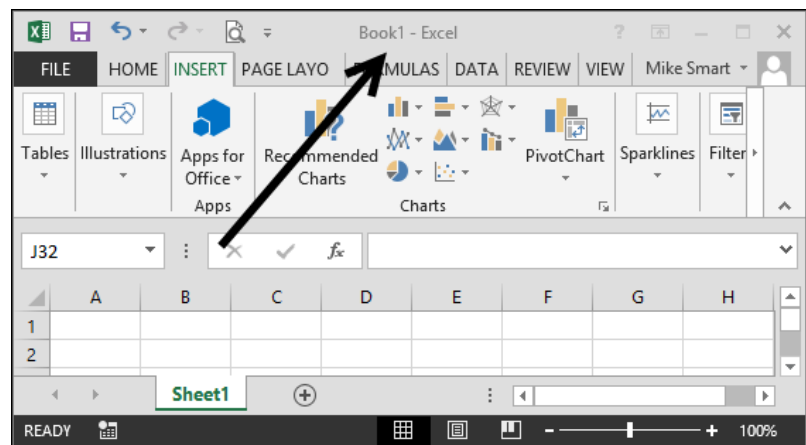 Book1 - Excel ?
FILE HOME INSERT PAGE LAYO MULAS DATA REVIEW VIEW Mike Smart
Tables Illustrations Apps for Office Recommended Charts PivotChart Sparklines Filter
Apps Charts
J32 fx
A B C D E F G H
1
2
Sheet1
READY 100%